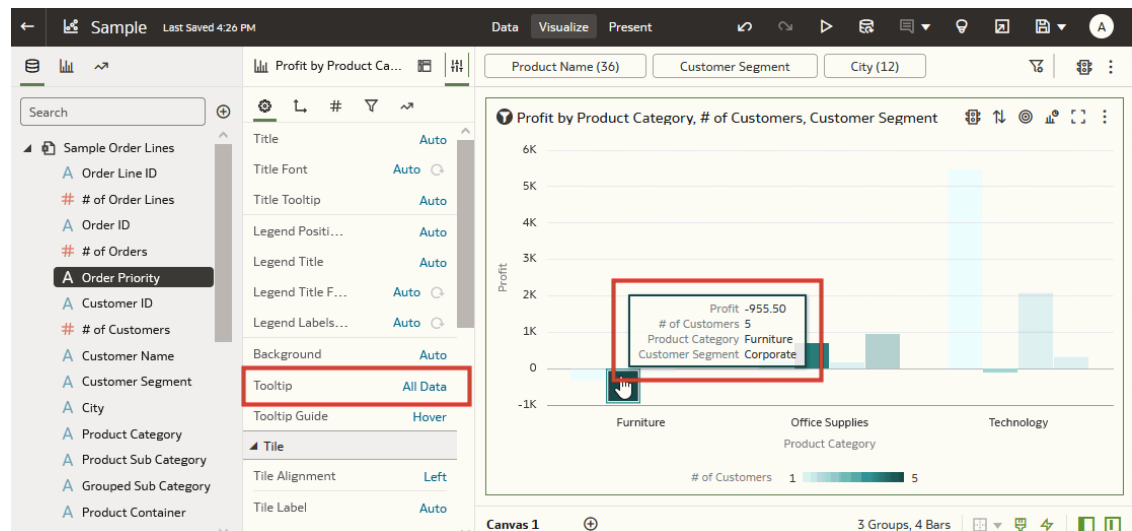 Sample Last Saved 4:26 PM
Data Visualize Present
A
Profit by Product Ca...
Product Name (36)
Customer Segment
City (12)
Search
Sample Order Lines
A Order Line ID
# # of Order Lines
A Order ID
# # of Orders
A Order Priority
A Customer ID
# # of Customers
A Customer Name
A Customer Segment
A City
A Product Category
A Product Sub Category
A Grouped Sub Category
A Product Container
#
Title Auto
Title Font Auto
Title Tooltip Auto
Legend Positi... Auto
Legend Title Auto
Legend Title F... Auto
Legend Labels... Auto
Background Auto
Tooltip All Data
Tooltip Guide Hover
Tile
Tile Alignment Left
Tile Label Auto
Profit by Product Category, # of Customers, Customer Segment
6K
5K
4K
3K
2K
1K
0
-1K
Profit
Profit -955.50
# of Customers 5
Product Category Furniture
Customer Segment Corporate
Furniture
Office Supplies
Technology
Product Category
# of Customers 1 5
Canvas 1
3 Groups, 4 Bars